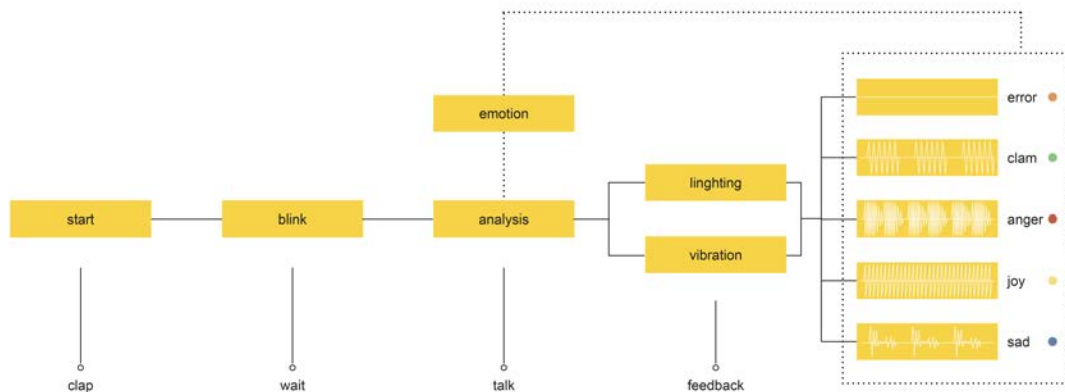 emotion
start
blink
analysis
linghting
vibration
error
clam
anger
joy
sad
clap
wait
talk
feedback